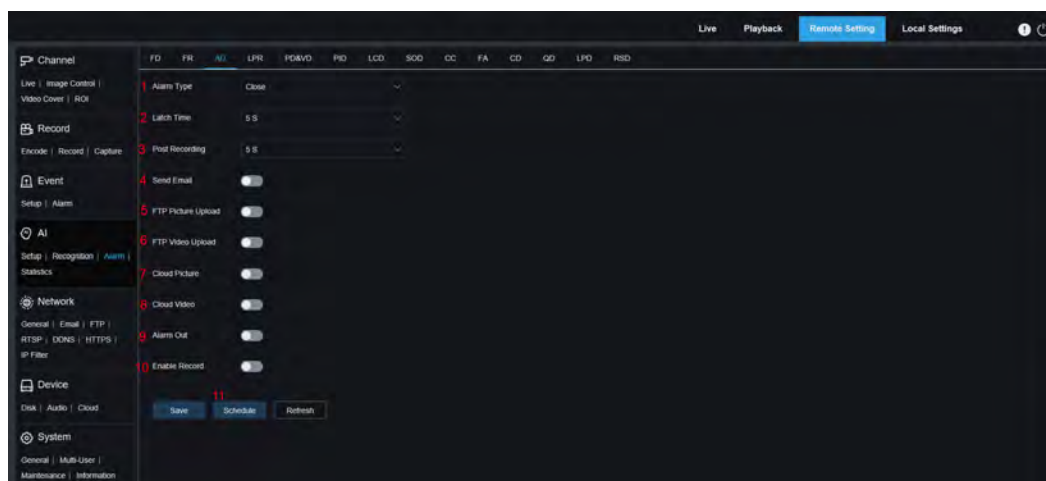 Live Playback Remote Setting Local Settings
Channel
Live | Image Control |
Video Cover | ROI
Record
Encode | Record | Capture
Event
Setup | Alarm
AI
Setup | Recognition | Alarm |
Statistics
Network
General | Email | FTP |
RTSP | DDNS | HTTPS |
IP Filter
Device
Disk | Audio | Cloud
System
General | Multi-User |
Maintenance | Information
FD FR AD LPR PD&VD PID LCD SOD CC FA CD QD LPD RSD
1 Alarm Type Close
2 Latch Time 5 S
3 Post Recording 5 S
4 Send Email
5 FTP Picture Upload
6 FTP Video Upload
7 Cloud Picture
8 Cloud Video
9 Alarm Out
10 Enable Record
11
Save Schedule Refresh